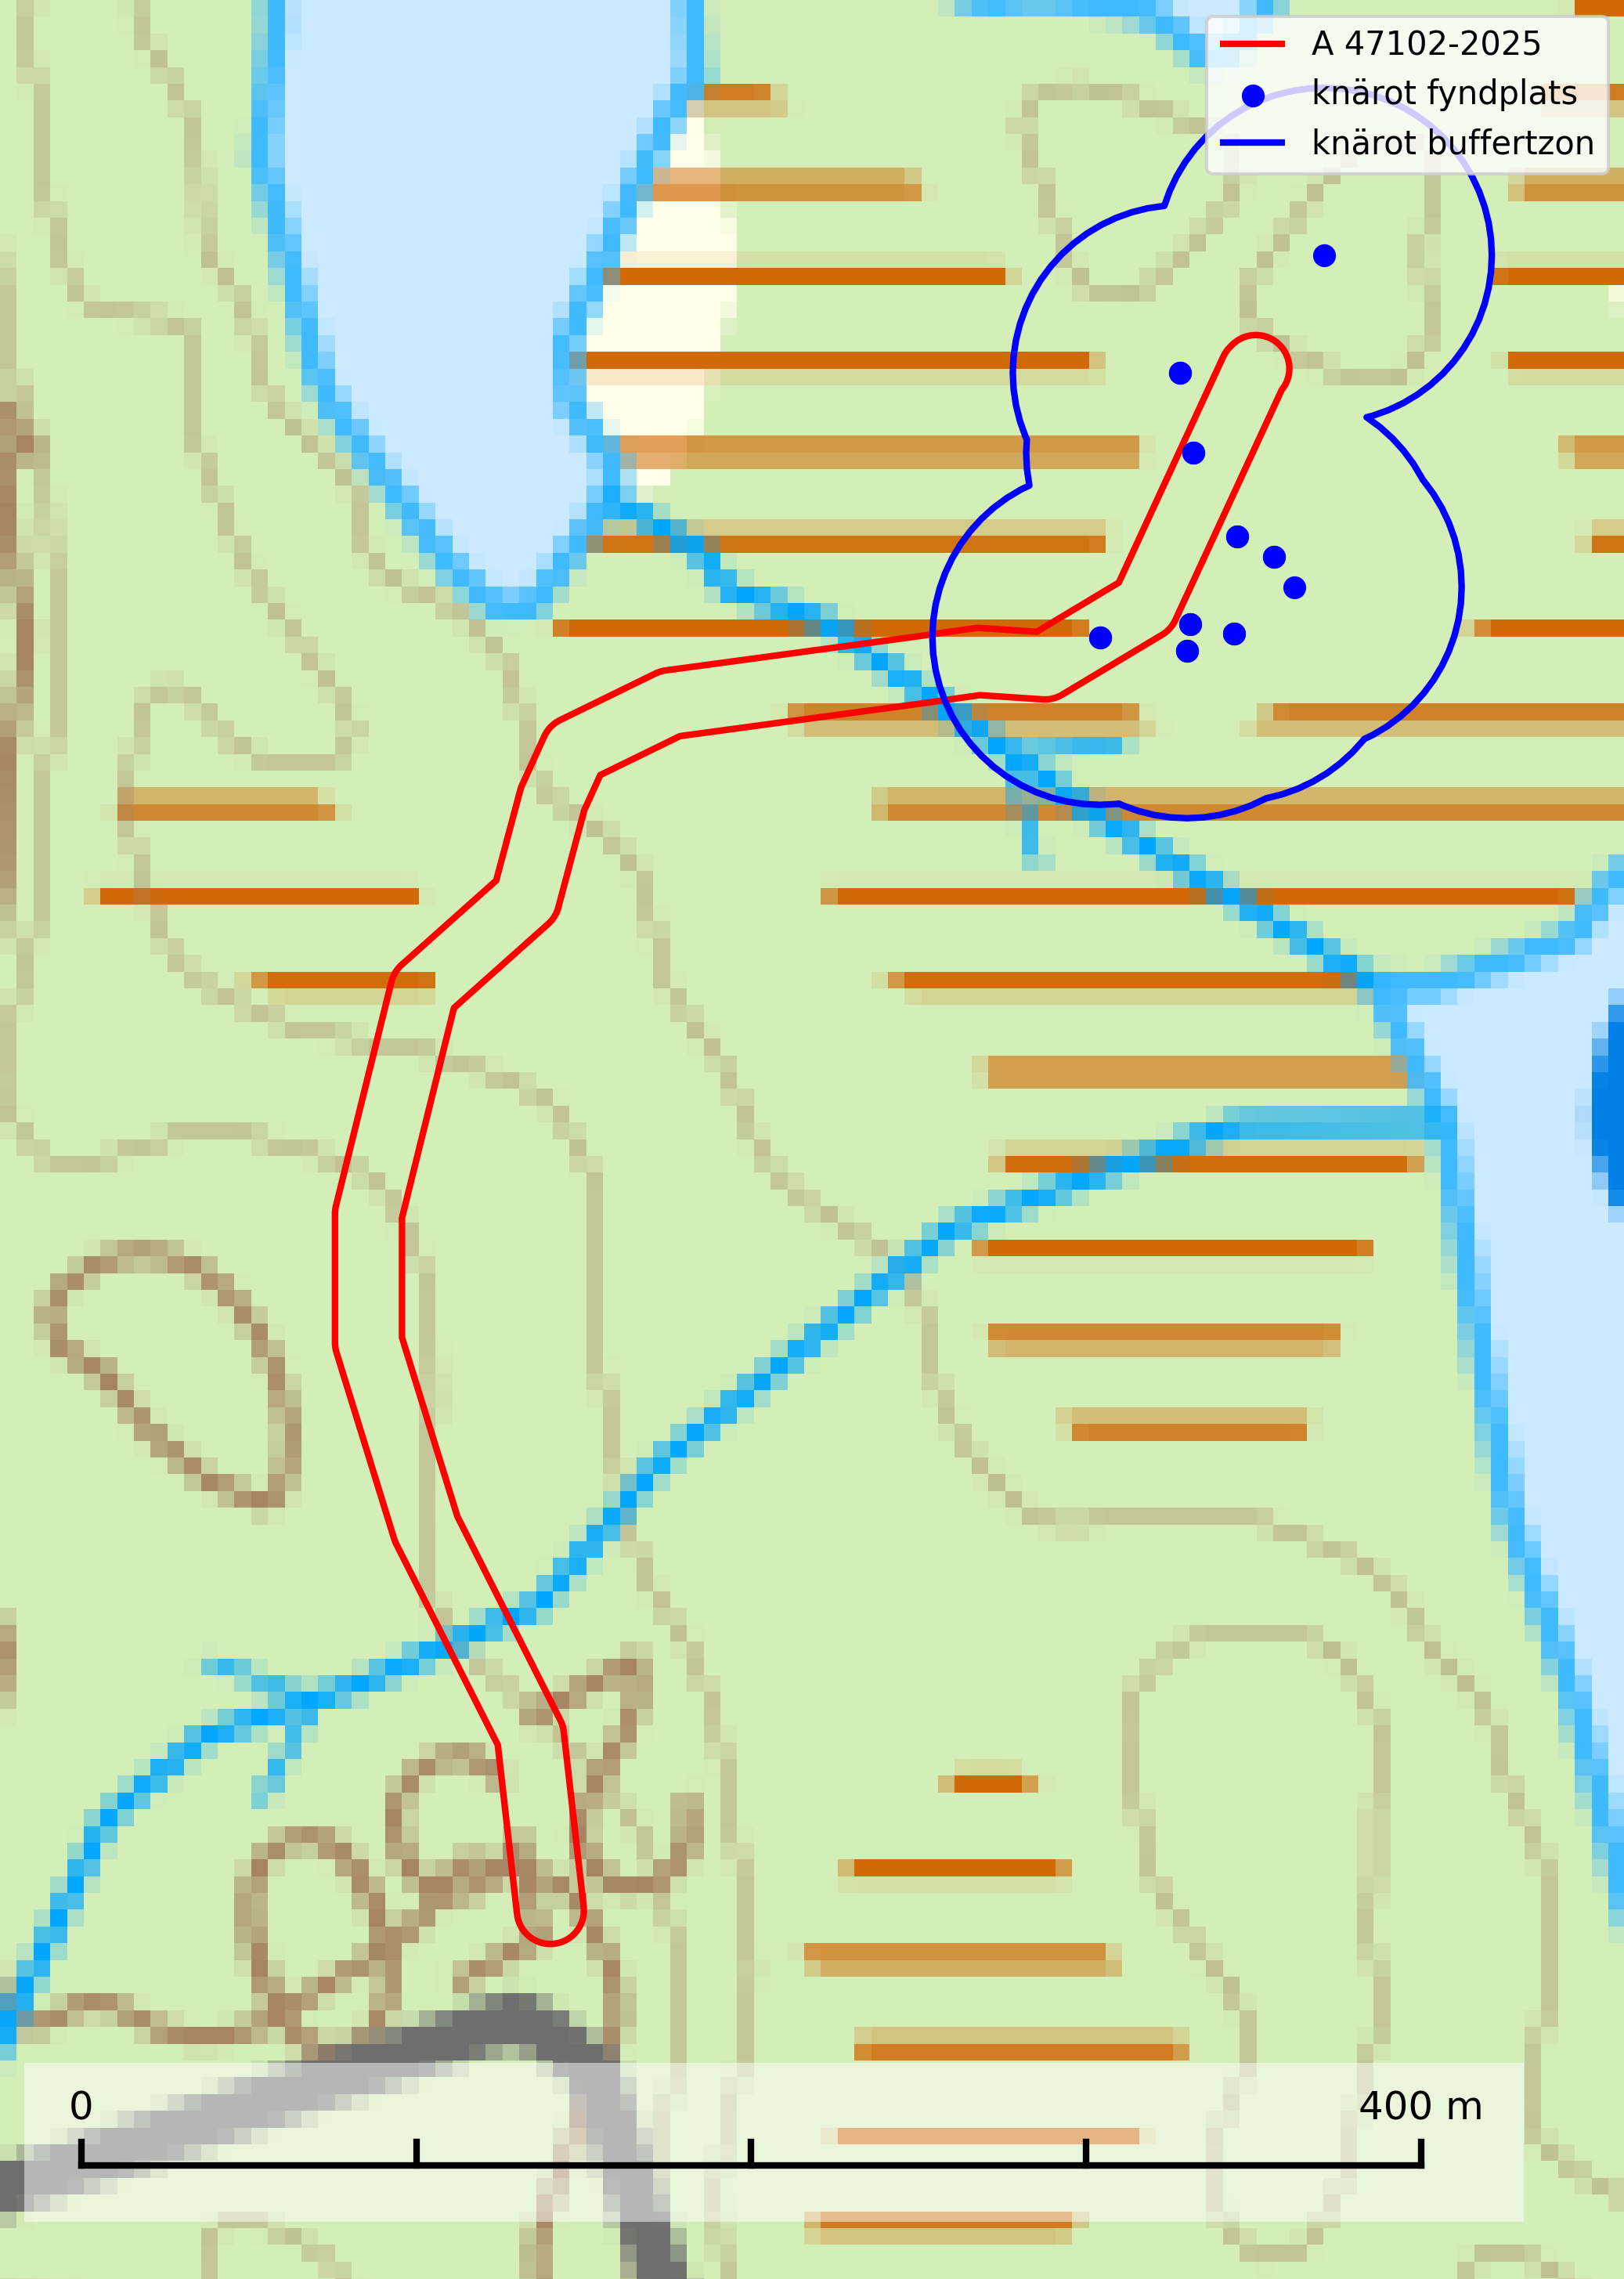 A 47102-2025
knärot fyndplats
knärot buffertzon
0
400 m